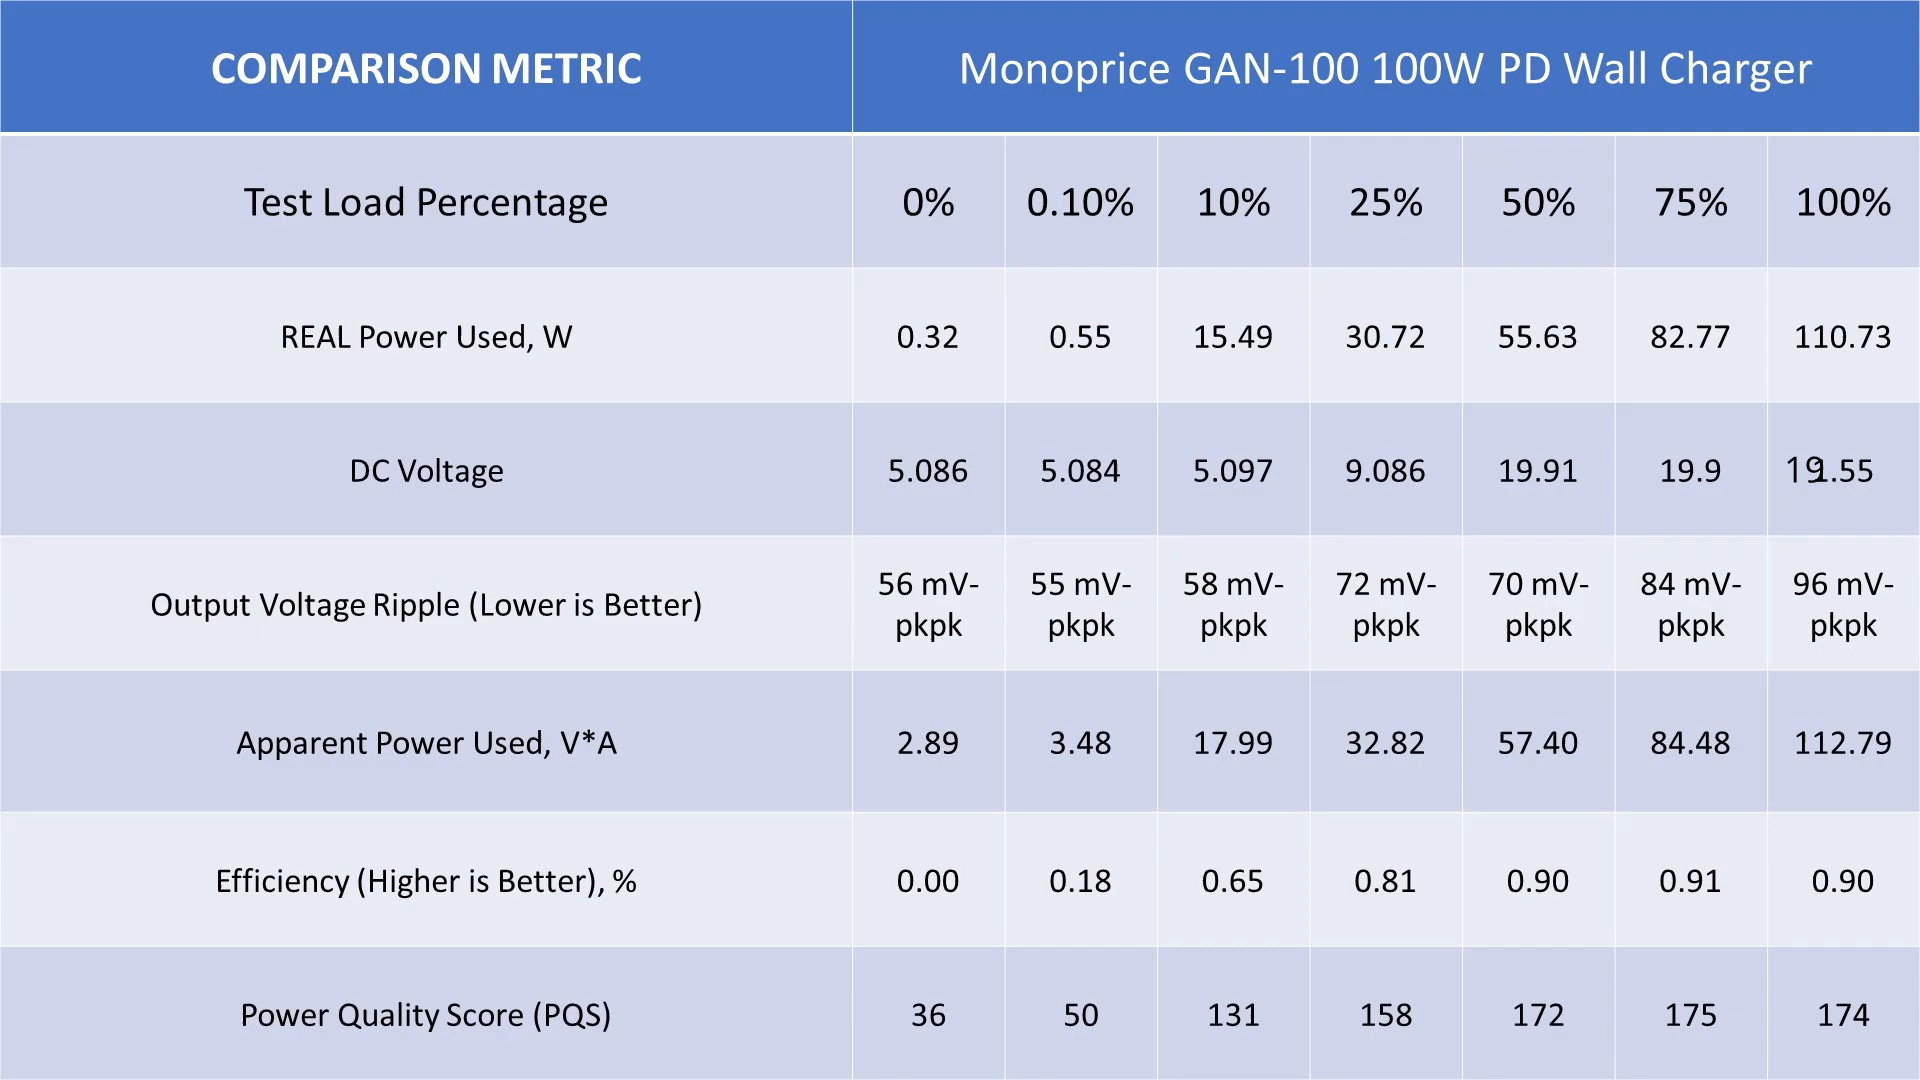 COMPARISON METRIC Monoprice GAN-100 100W PD Wall Charger
Test Load Percentage 0% 0.10% 10% 25% 50% 75% 100%
REAL Power Used, W 0.32 0.55 15.49 30.72 55.63 82.77 110.73
DC Voltage 5.086 5.084 5.097 9.086 19.91 19.9
Output Voltage Ripple (Lower is Better) 56 mV-pkpk 55 mV-pkpk 58 mV-pkpk 72 mV-pkpk 70 mV-pkpk 84 mV-pkpk 96 mV-pkpk
Apparent Power Used, V*A 2.89 3.48 17.99 32.82 57.40 84.48 112.79
Efficiency (Higher is Better), % 0.00 0.18 0.65 0.81 0.90 0.91 0.90
Power Quality Score (PQS) 36 50 131 158 172 175 174